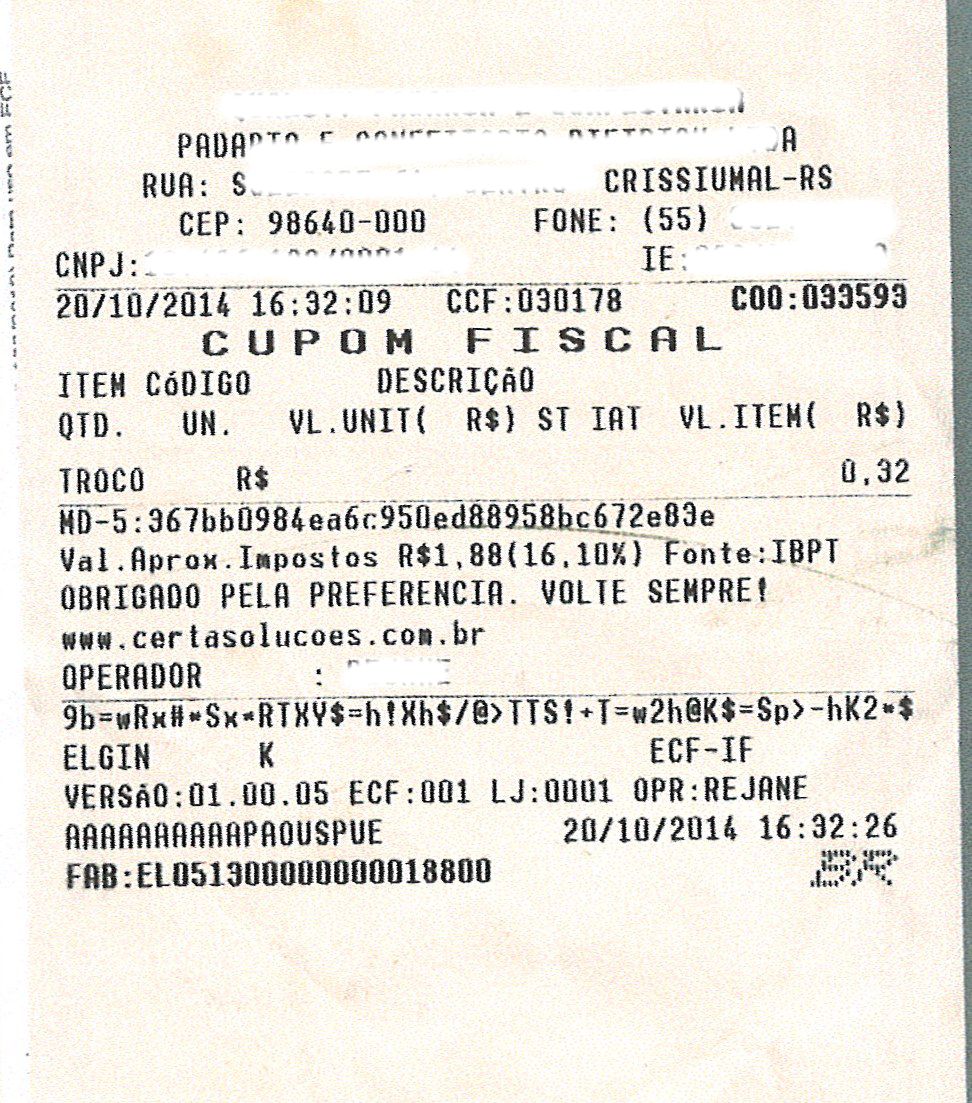 PADA A
RUA: S CRISSIUMAL-RS
CEP: 98640-000 FONE: (55)
CNPJ: IE:
20/10/2014 16:32:09 CCF:030178 COO:033593
CUPOM FISCAL
ITEM CóDIGO DESCRIÇÃO
QTD. UN. VL.UNIT( R$) ST IAT VL.ITEM( R$)
TROCO R$ 0,32
MD-5:367bb0984ea6c950ed88958bc672e83e
Val.Aprox.Impostos R$1,88(16,10%) Fonte:IBPT
OBRIGADO PELA PREFERENCIA. VOLTE SEMPRE!
www.certasolucoes.com.br
OPERADOR :
9b=wRx#*Sx*RTXY$=h!Xh$/@>TTS!+T=w2h@K$=Sp>-hK2*$
ELGIN K ECF-IF
VERSÃO:01.00.05 ECF:001 LJ:0001 OPR:REJANE
AAAAAAAAAAPAOUSPUE 20/10/2014 16:32:26
FAB:EL051300000000018800 BR